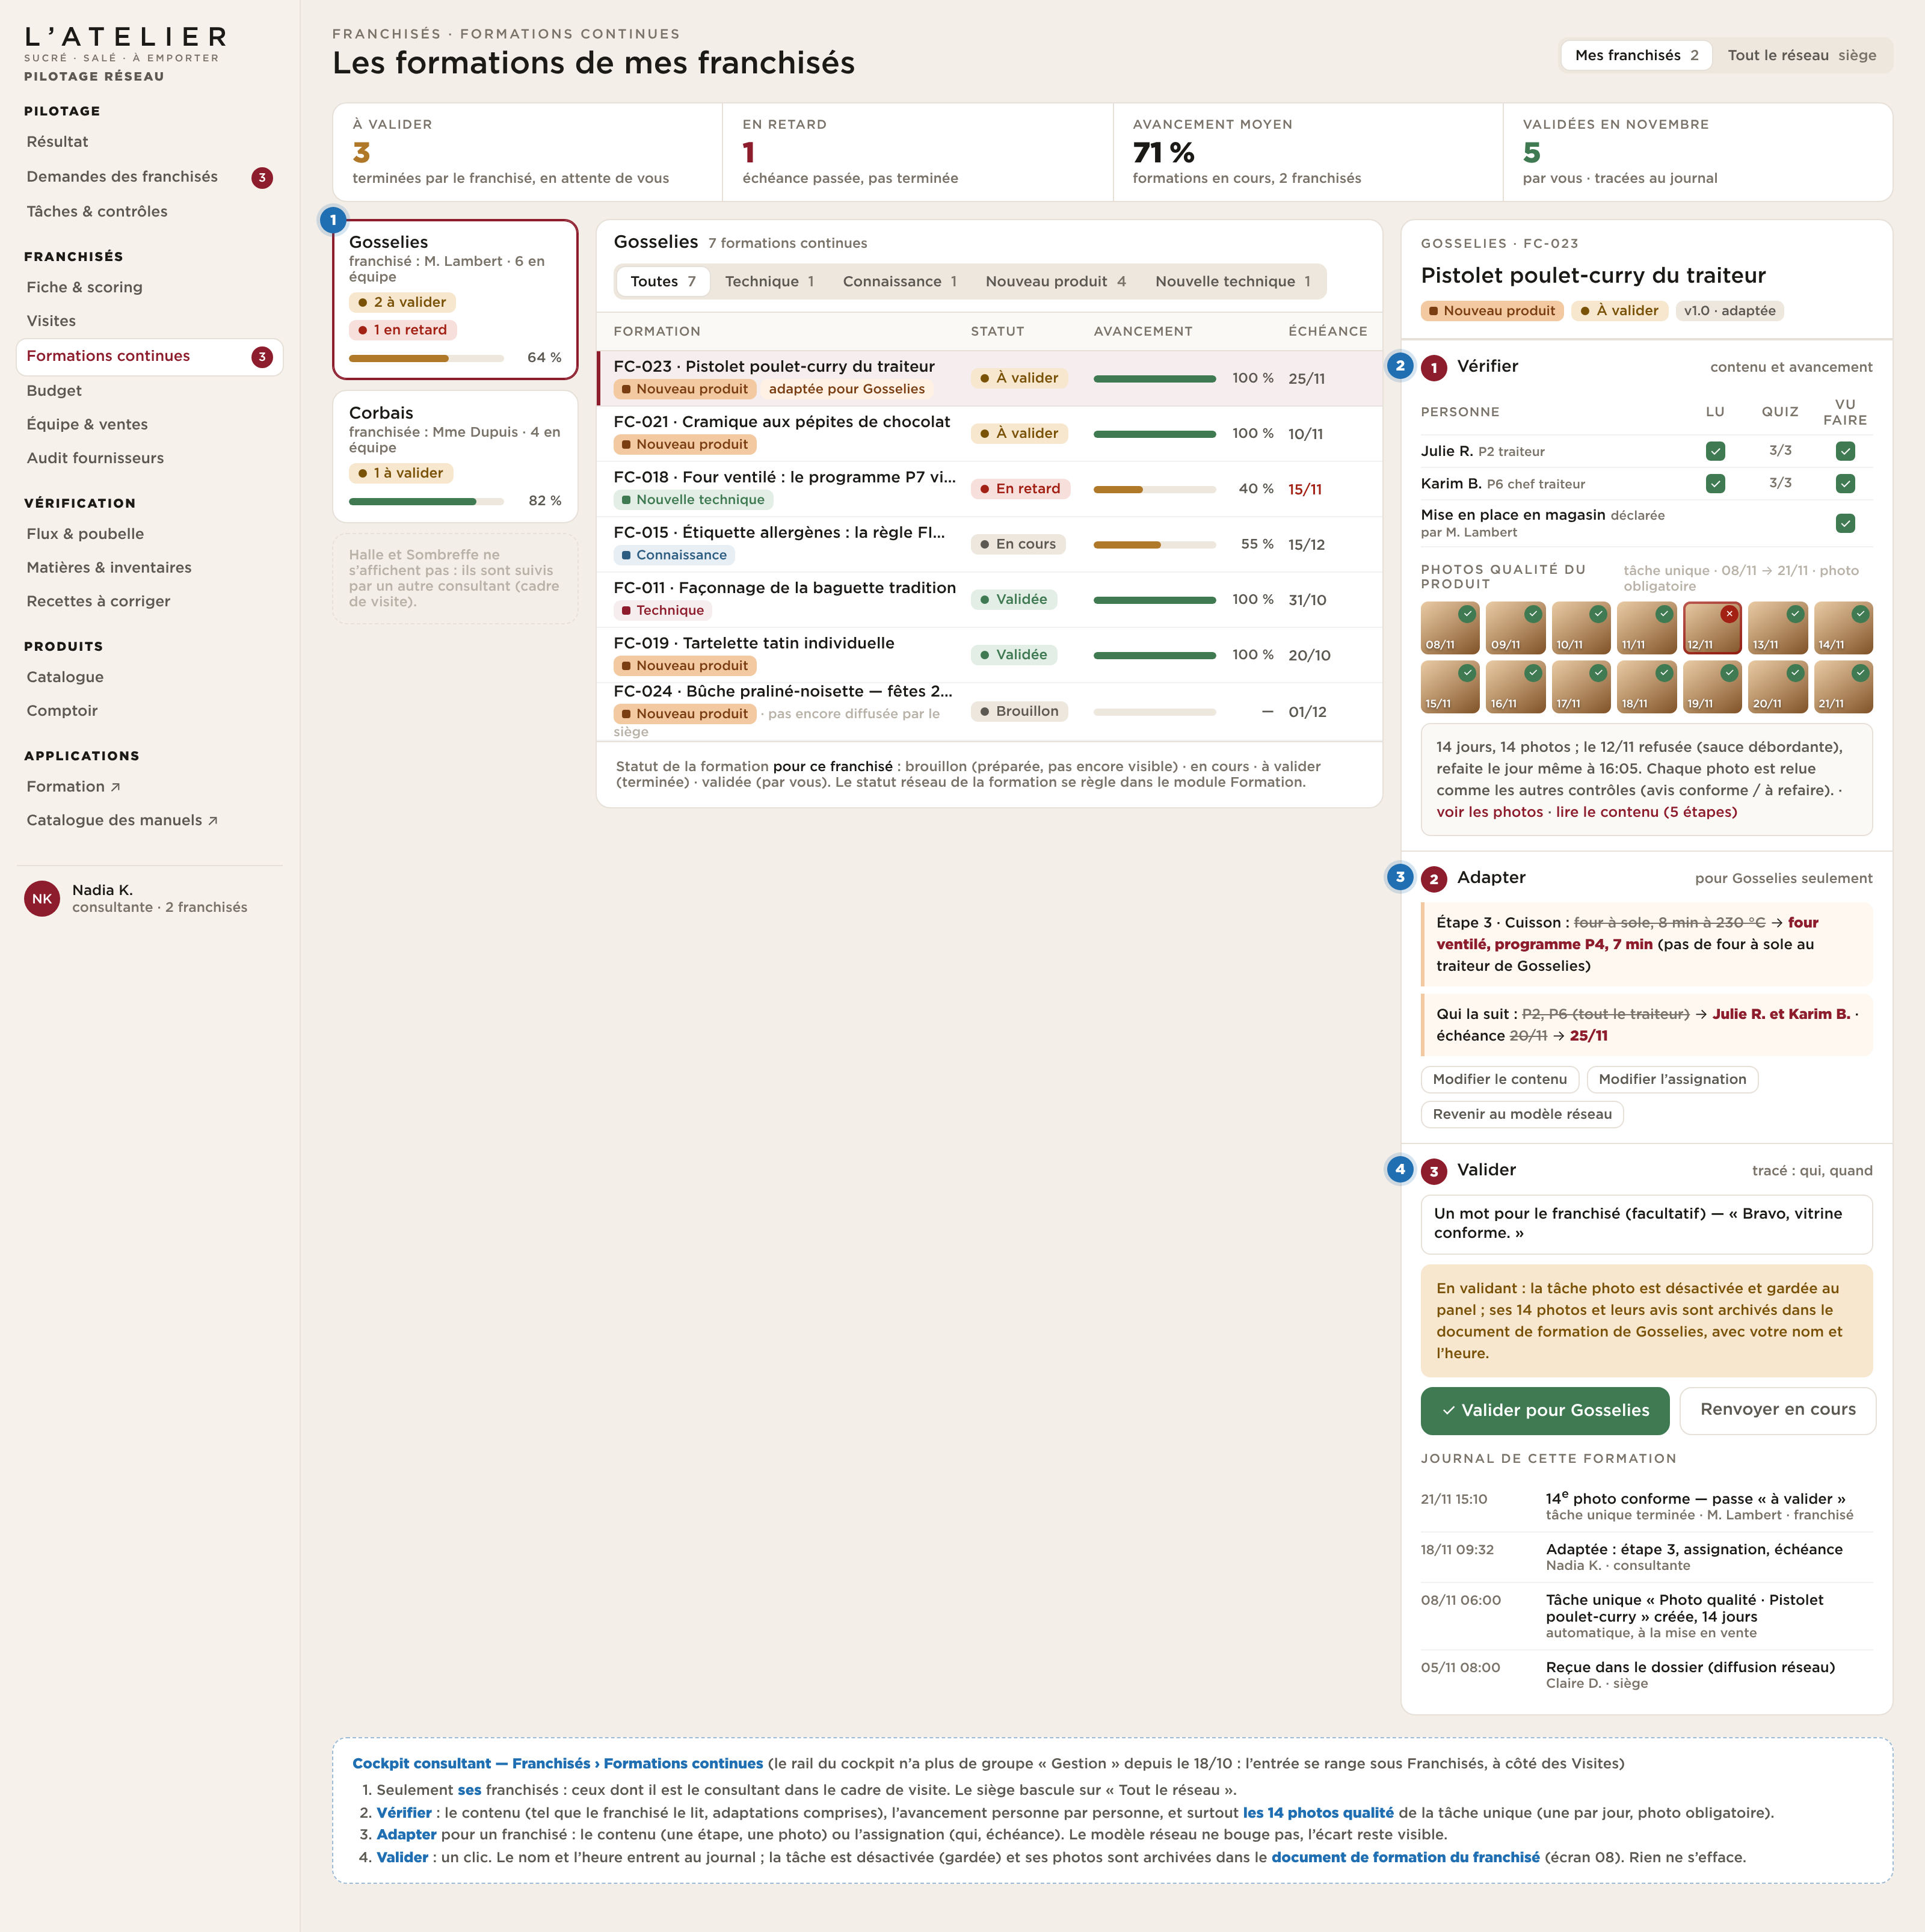 L’ATELIER
SUCRÉ · SALÉ · À EMPORTER
PILOTAGE RÉSEAU
PILOTAGE
Résultat
Demandes des franchisés 3
Tâches & contrôles
FRANCHISÉS
Fiche & scoring
Visites
Formations continues 3
Budget
Équipe & ventes
Audit fournisseurs
VÉRIFICATION
Flux & poubelle
Matières & inventaires
Recettes à corriger
PRODUITS
Catalogue
Comptoir
APPLICATIONS
Formation ↗
Catalogue des manuels ↗
NK
Nadia K.
consultante · 2 franchisés
FRANCHISÉS · FORMATIONS CONTINUES
Les formations de mes franchisés
Mes franchisés 2 Tout le réseau siège
À VALIDER
3
terminées par le franchisé, en attente de vous
EN RETARD
1
échéance passée, pas terminée
AVANCEMENT MOYEN
71 %
formations en cours, 2 franchisés
VALIDÉES EN NOVEMBRE
5
par vous · tracées au journal
1
Gosselies
franchisé : M. Lambert · 6 en
équipe
2 à valider
1 en retard
64 %
Corbais
franchisée : Mme Dupuis · 4 en
équipe
1 à valider
82 %
Halle et Sombreffe ne
s’affichent pas : ils sont suivis
par un autre consultant (cadre
de visite).
Gosselies 7 formations continues
Toutes 7 Technique 1 Connaissance 1 Nouveau produit 4 Nouvelle technique 1
FORMATION STATUT AVANCEMENT ÉCHÉANCE
FC-023 · Pistolet poulet-curry du traiteur
Nouveau produit adaptée pour Gosselies
À valider 100 % 25/11
FC-021 · Cramique aux pépites de chocolat
Nouveau produit
À valider 100 % 10/11
FC-018 · Four ventilé : le programme P7 vi…
Nouvelle technique
En retard 40 % 15/11
FC-015 · Étiquette allergènes : la règle FI…
Connaissance
En cours 55 % 15/12
FC-011 · Façonnage de la baguette tradition
Technique
Validée 100 % 31/10
FC-019 · Tartelette tatin individuelle
Nouveau produit
Validée 100 % 20/10
FC-024 · Bûche praliné-noisette — fêtes 2…
Nouveau produit · pas encore diffusée par le
siège
Brouillon — 01/12
Statut de la formation pour ce franchisé : brouillon (préparée, pas encore visible) · en cours · à valider
(terminée) · validée (par vous). Le statut réseau de la formation se règle dans le module Formation.
GOSSELIES · FC-023
Pistolet poulet-curry du traiteur
Nouveau produit À valider v1.0 · adaptée
2
1 Vérifier contenu et avancement
PERSONNE LU QUIZ VU
FAIRE
Julie R. P2 traiteur 3/3
Karim B. P6 chef traiteur 3/3
Mise en place en magasin déclarée
par M. Lambert
PHOTOS QUALITÉ DU
PRODUIT
tâche unique · 08/11 → 21/11 · photo
obligatoire
08/11 09/11 10/11 11/11 12/11 13/11 14/11
15/11 16/11 17/11 18/11 19/11 20/11 21/11
14 jours, 14 photos ; le 12/11 refusée (sauce débordante),
refaite le jour même à 16:05. Chaque photo est relue
comme les autres contrôles (avis conforme / à refaire). ·
voir les photos · lire le contenu (5 étapes)
3
2 Adapter pour Gosselies seulement
Étape 3 · Cuisson : four à sole, 8 min à 230 °C → four
ventilé, programme P4, 7 min (pas de four à sole au
traiteur de Gosselies)
Qui la suit : P2, P6 (tout le traiteur) → Julie R. et Karim B. ·
échéance 20/11 → 25/11
Modifier le contenu Modifier l’assignation
Revenir au modèle réseau
4
3 Valider tracé : qui, quand
Un mot pour le franchisé (facultatif) — « Bravo, vitrine
conforme. »
En validant : la tâche photo est désactivée et gardée au
panel ; ses 14 photos et leurs avis sont archivés dans le
document de formation de Gosselies, avec votre nom et
l’heure.
✓ Valider pour Gosselies Renvoyer en cours
JOURNAL DE CETTE FORMATION
21/11 15:10 14e photo conforme — passe « à valider »
tâche unique terminée · M. Lambert · franchisé
18/11 09:32 Adaptée : étape 3, assignation, échéance
Nadia K. · consultante
08/11 06:00 Tâche unique « Photo qualité · Pistolet
poulet-curry » créée, 14 jours
automatique, à la mise en vente
05/11 08:00 Reçue dans le dossier (diffusion réseau)
Claire D. · siège
Cockpit consultant — Franchisés › Formations continues (le rail du cockpit n’a plus de groupe « Gestion » depuis le 18/10 : l’entrée se range sous Franchisés, à côté des Visites)
1. Seulement ses franchisés : ceux dont il est le consultant dans le cadre de visite. Le siège bascule sur « Tout le réseau ».
2. Vérifier : le contenu (tel que le franchisé le lit, adaptations comprises), l’avancement personne par personne, et surtout les 14 photos qualité de la tâche unique (une par jour, photo obligatoire).
3. Adapter pour un franchisé : le contenu (une étape, une photo) ou l’assignation (qui, échéance). Le modèle réseau ne bouge pas, l’écart reste visible.
4. Valider : un clic. Le nom et l’heure entrent au journal ; la tâche est désactivée (gardée) et ses photos sont archivées dans le document de formation du franchisé (écran 08). Rien ne s’efface.